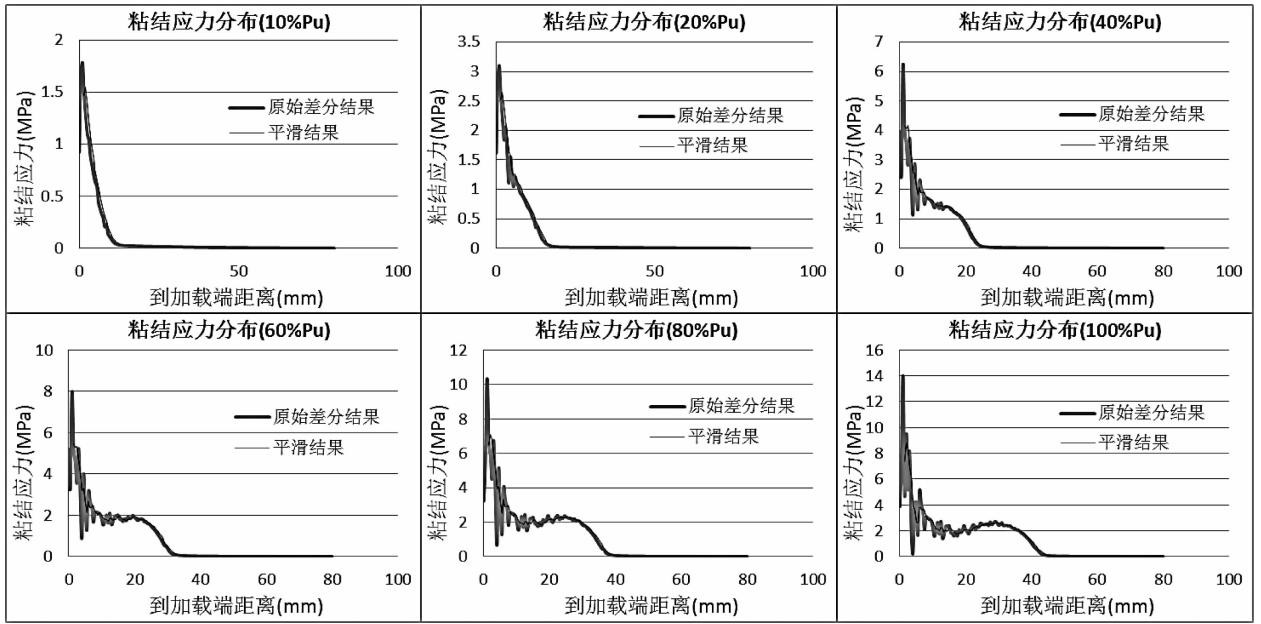 粘结应力分布(10%Pu)
2
1.5
1
0.5
0
0
50
100
粘结应力(MPa)
原始差分结果
平滑结果
到加载端距离(mm)
粘结应力分布(20%Pu)
3.5
3
2.5
2
1.5
1
0.5
0
0
50
100
粘结应力(MPa)
原始差分结果
平滑结果
到加载端距离(mm)
粘结应力分布(40%Pu)
7
6
5
4
3
2
1
0
0
20
40
60
80
100
粘结应力(MPa)
原始差分结果
平滑结果
到加载端距离(mm)
粘结应力分布(60%Pu)
10
8
6
4
2
0
0
20
40
60
80
100
粘结应力(MPa)
原始差分结果
平滑结果
到加载端距离(mm)
粘结应力分布(80%Pu)
12
10
8
6
4
2
0
0
20
40
60
80
100
粘结应力(MPa)
原始差分结果
平滑结果
到加载端距离(mm)
粘结应力分布(100%Pu)
16
14
12
10
8
6
4
2
0
0
20
40
60
80
100
粘结应力(MPa)
原始差分结果
平滑结果
到加载端距离(mm)